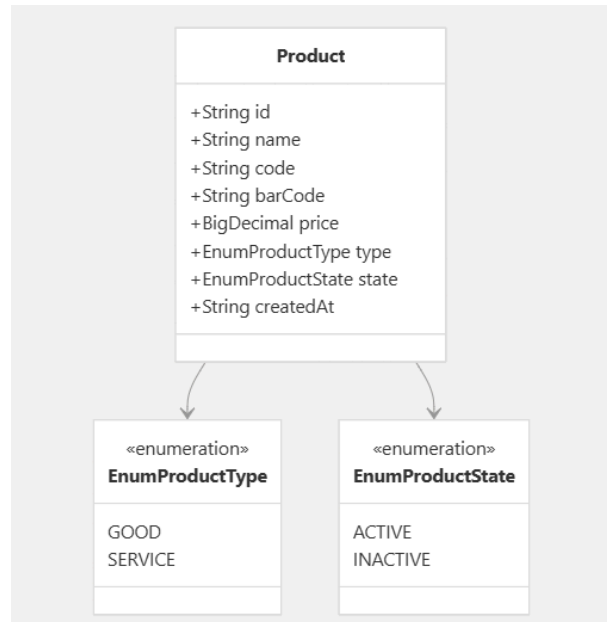 Product
+String id
+String name
+String code
+String barCode
+BigDecimal price
+EnumProductType type
+EnumProductState state
+String createdAt
«enumeration»
EnumProductType
GOOD
SERVICE
«enumeration»
EnumProductState
ACTIVE
INACTIVE